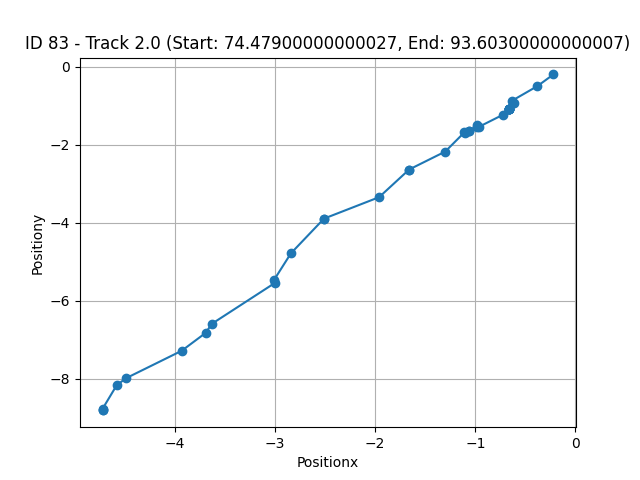 ID 83 - Track 2.0 (Start: 74.47900000000027, End: 93.60300000000007)
0
−2
−4
−6
−8
Positiony
−4 −3 −2 −1 0
Positionx